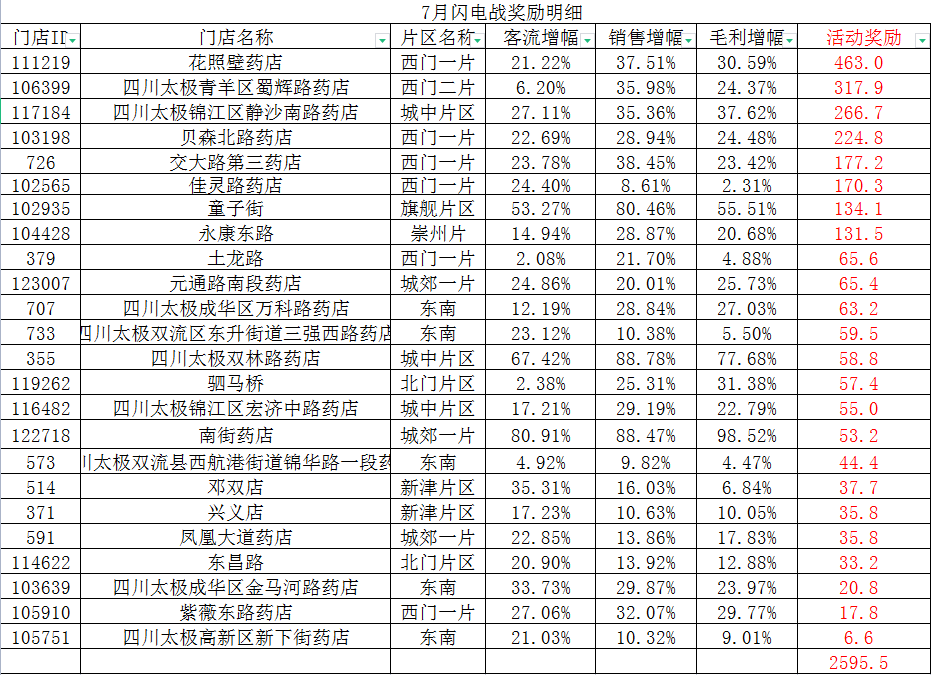 7月闪电战奖励明细
门店ID 门店名称 片区名称 客流增幅 销售增幅 毛利增幅 活动奖励
111219 花照壁药店 西门一片 21.22% 37.51% 30.59% 463.0
106399 四川太极青羊区蜀辉路药店 西门二片 6.20% 35.98% 24.37% 317.9
117184 四川太极锦江区静沙南路药店 城中片区 27.11% 35.36% 37.62% 266.7
103198 贝森北路药店 西门一片 22.69% 28.94% 24.48% 224.8
726 交大路第三药店 西门一片 23.78% 38.45% 23.42% 177.2
102565 佳灵路药店 西门一片 24.40% 8.61% 2.31% 170.3
102935 童子街 旗舰片区 53.27% 80.46% 55.51% 134.1
104428 永康东路 崇州片 14.94% 28.87% 20.68% 131.5
379 土龙路 西门一片 2.08% 21.70% 4.88% 65.6
123007 元通路南段药店 城郊一片 24.86% 20.01% 25.73% 65.4
707 四川太极成华区万科路药店 东南 12.19% 28.84% 27.03% 63.2
733 四川太极双流区东升街道三强西路药店 东南 23.12% 10.38% 5.50% 59.5
355 四川太极双林路药店 城中片区 67.42% 88.78% 77.68% 58.8
119262 驷马桥 北门片区 2.38% 25.31% 31.38% 57.4
116482 四川太极锦江区宏济中路药店 城中片区 17.21% 29.19% 22.79% 55.0
122718 南街药店 城郊一片 80.91% 88.47% 98.52% 53.2
573 川太极双流县西航港街道锦华路一段药 东南 4.92% 9.82% 4.47% 44.4
514 邓双店 新津片区 35.31% 16.03% 6.84% 37.7
371 兴义店 新津片区 17.23% 10.63% 10.05% 35.8
591 凤凰大道药店 城郊一片 22.85% 13.86% 17.83% 35.8
114622 东昌路 北门片区 20.90% 13.92% 12.88% 33.2
103639 四川太极成华区金马河路药店 东南 33.73% 29.87% 23.97% 20.8
105910 紫薇东路药店 西门一片 27.06% 32.07% 29.77% 17.8
105751 四川太极高新区新下街药店 东南 21.03% 10.32% 9.01% 6.6
2595.5